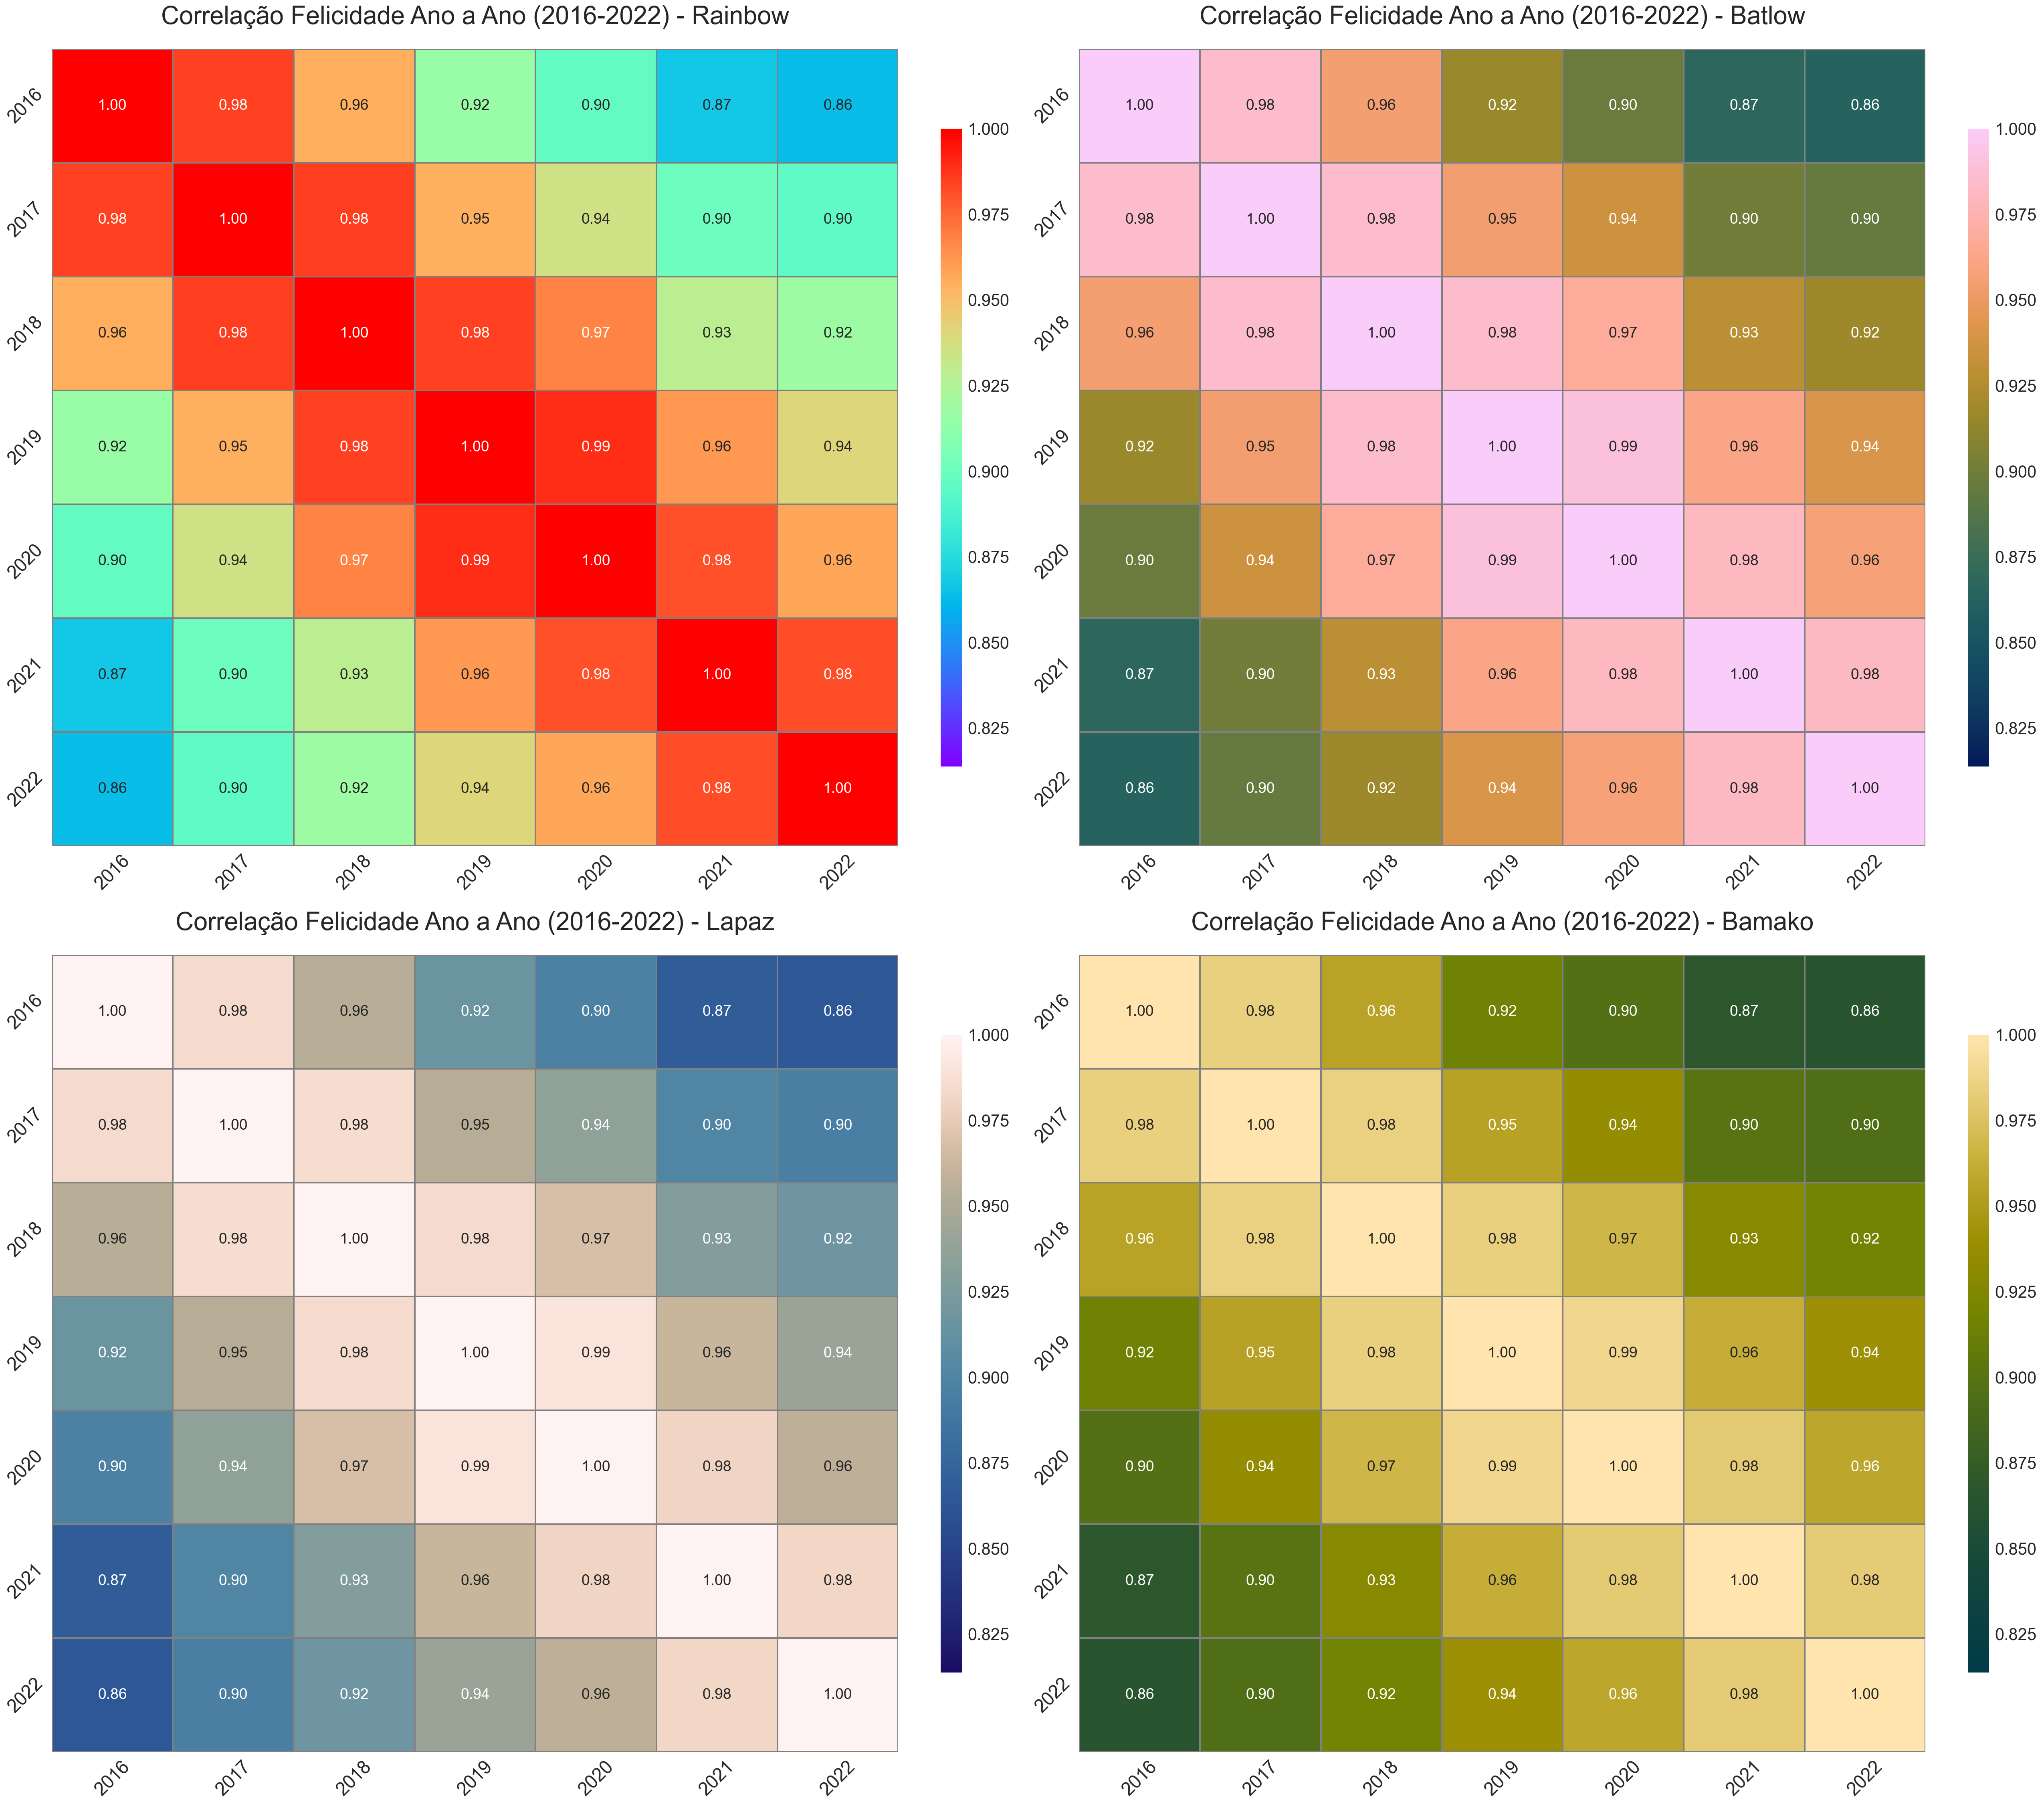 Correlação Felicidade Ano a Ano (2016-2022) - Rainbow
2016 1.00 0.98 0.96 0.92 0.90 0.87 0.86
2017 0.98 1.00 0.98 0.95 0.94 0.90 0.90
2018 0.96 0.98 1.00 0.98 0.97 0.93 0.92
2019 0.92 0.95 0.98 1.00 0.99 0.96 0.94
2020 0.90 0.94 0.97 0.99 1.00 0.98 0.96
2021 0.87 0.90 0.93 0.96 0.98 1.00 0.98
2022 0.86 0.90 0.92 0.94 0.96 0.98 1.00
2016 2017 2018 2019 2020 2021 2022
1.000
0.975
0.950
0.925
0.900
0.875
0.850
0.825
Correlação Felicidade Ano a Ano (2016-2022) - Batlow
2016 1.00 0.98 0.96 0.92 0.90 0.87 0.86
2017 0.98 1.00 0.98 0.95 0.94 0.90 0.90
2018 0.96 0.98 1.00 0.98 0.97 0.93 0.92
2019 0.92 0.95 0.98 1.00 0.99 0.96 0.94
2020 0.90 0.94 0.97 0.99 1.00 0.98 0.96
2021 0.87 0.90 0.93 0.96 0.98 1.00 0.98
2022 0.86 0.90 0.92 0.94 0.96 0.98 1.00
2016 2017 2018 2019 2020 2021 2022
1.000
0.975
0.950
0.925
0.900
0.875
0.850
0.825
Correlação Felicidade Ano a Ano (2016-2022) - Lapaz
2016 1.00 0.98 0.96 0.92 0.90 0.87 0.86
2017 0.98 1.00 0.98 0.95 0.94 0.90 0.90
2018 0.96 0.98 1.00 0.98 0.97 0.93 0.92
2019 0.92 0.95 0.98 1.00 0.99 0.96 0.94
2020 0.90 0.94 0.97 0.99 1.00 0.98 0.96
2021 0.87 0.90 0.93 0.96 0.98 1.00 0.98
2022 0.86 0.90 0.92 0.94 0.96 0.98 1.00
2016 2017 2018 2019 2020 2021 2022
1.000
0.975
0.950
0.925
0.900
0.875
0.850
0.825
Correlação Felicidade Ano a Ano (2016-2022) - Bamako
2016 1.00 0.98 0.96 0.92 0.90 0.87 0.86
2017 0.98 1.00 0.98 0.95 0.94 0.90 0.90
2018 0.96 0.98 1.00 0.98 0.97 0.93 0.92
2019 0.92 0.95 0.98 1.00 0.99 0.96 0.94
2020 0.90 0.94 0.97 0.99 1.00 0.98 0.96
2021 0.87 0.90 0.93 0.96 0.98 1.00 0.98
2022 0.86 0.90 0.92 0.94 0.96 0.98 1.00
2016 2017 2018 2019 2020 2021 2022
1.000
0.975
0.950
0.925
0.900
0.875
0.850
0.825